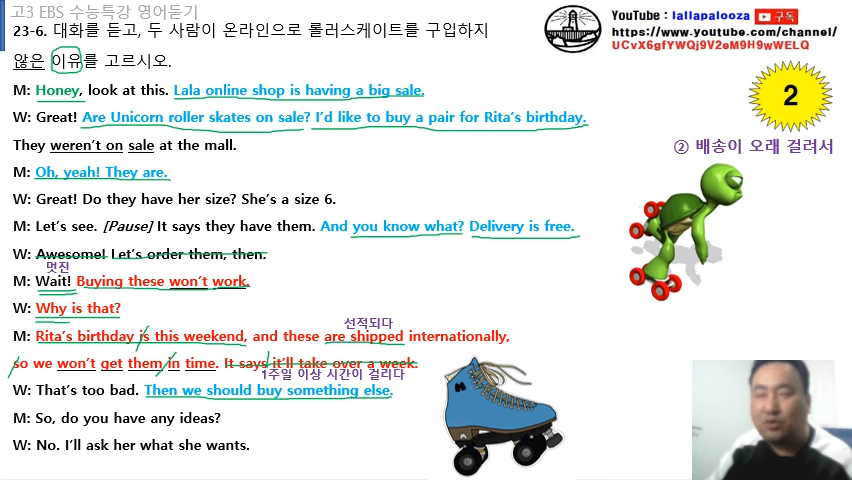 고3 EBS 수능특강 영어듣기
23-6. 대화를 듣고, 두 사람이 온라인으로 롤러스케이트를 구입하지
않은 이유를 고르시오.
M: Honey, look at this. Lala online shop is having a big sale.
W: Great! Are Unicorn roller skates on sale? I'd like to buy a pair for Rita's birthday.
They weren't on sale at the mall.
M: Oh, yeah! They are.
W: Great! Do they have her size? She's a size 6.
M: Let's see. [Pause] It says they have them. And you know what? Delivery is free.
W: Awesome! Let's order them, then.
멋진
M: Wait! Buying these won't work.
W: Why is that?
선적되다
M: Rita's birthday is this weekend, and these are shipped internationally,
so we won't get them in time. It says it'll take over a week.
1주일 이상 시간이 걸리다
W: That's too bad. Then we should buy something else.
M: So, do you have any ideas?
W: No. I'll ask her what she wants.
YouTube : lallapalooza 구독
https://www.youtube.com/channel/
UCvX6gfYWQj9V2eM9H9wWELQ
2
② 배송이 오래 걸려서